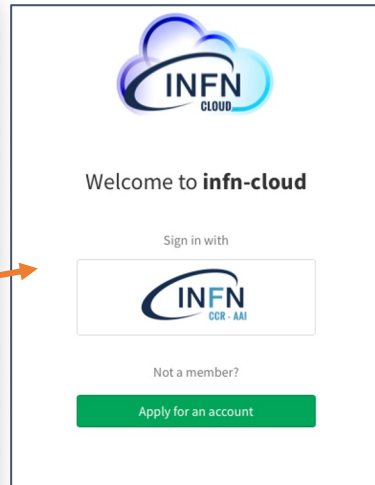 INFN
CLOUD
Welcome to infn-cloud
Sign in with
INFN
CCR - AAI
Not a member?
Apply for an account